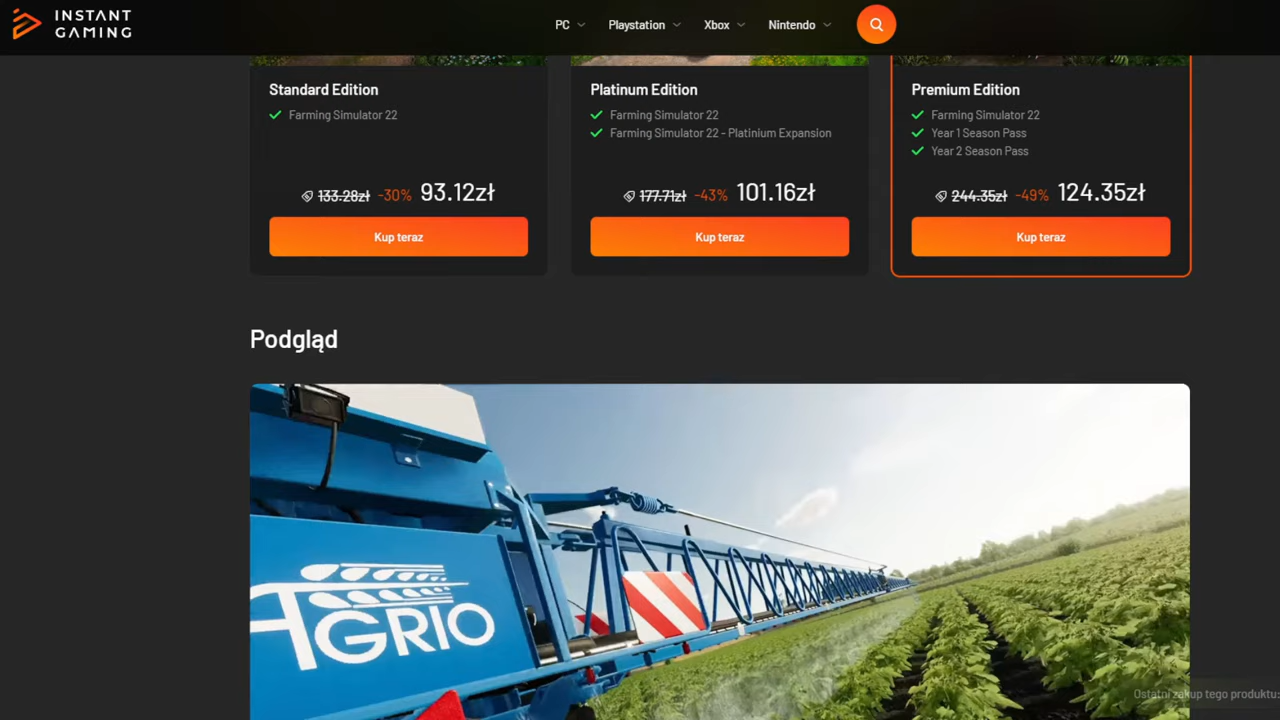 INSTANT
GAMING
PC
Playstation
Xbox
Nintendo
Standard Edition
Farming Simulator 22
133.28zł -30% 93.12zł
Kup teraz
Platinum Edition
Farming Simulator 22
Farming Simulator 22 - Platinium Expansion
177.71zł -43% 101.16zł
Kup teraz
Premium Edition
Farming Simulator 22
Year 1 Season Pass
Year 2 Season Pass
244.35zł -49% 124.35zł
Kup teraz
Podgląd
AGRIO
Ostatni zakup tego produktu: